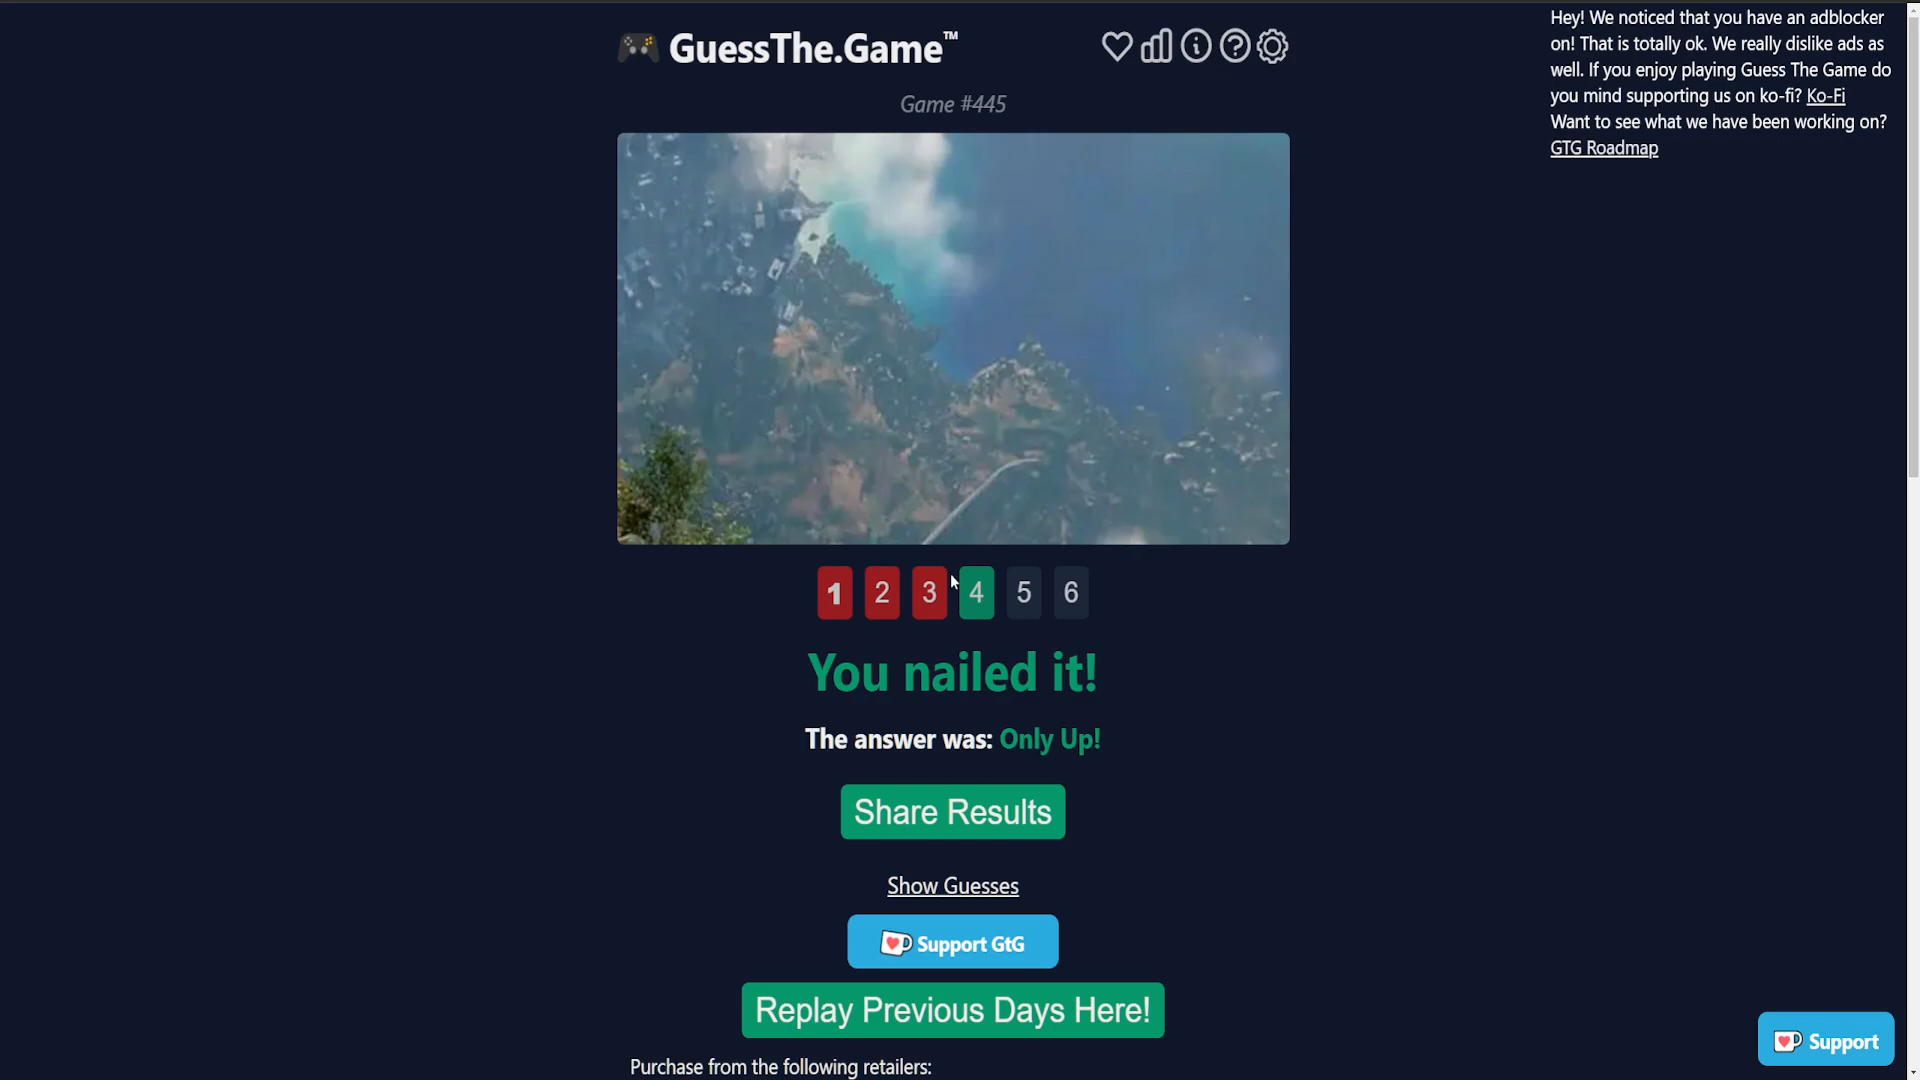 GuessThe.Game™
Game #445
Hey! We noticed that you have an adblocker
on! That is totally ok. We really dislike ads as
well. If you enjoy playing Guess The Game do
you mind supporting us on ko-fi? Ko-Fi
Want to see what we have been working on?
GTG Roadmap
1 2 3 4 5 6
You nailed it!
The answer was: Only Up!
Share Results
Show Guesses
Support GtG
Replay Previous Days Here!
Purchase from the following retailers:
Support